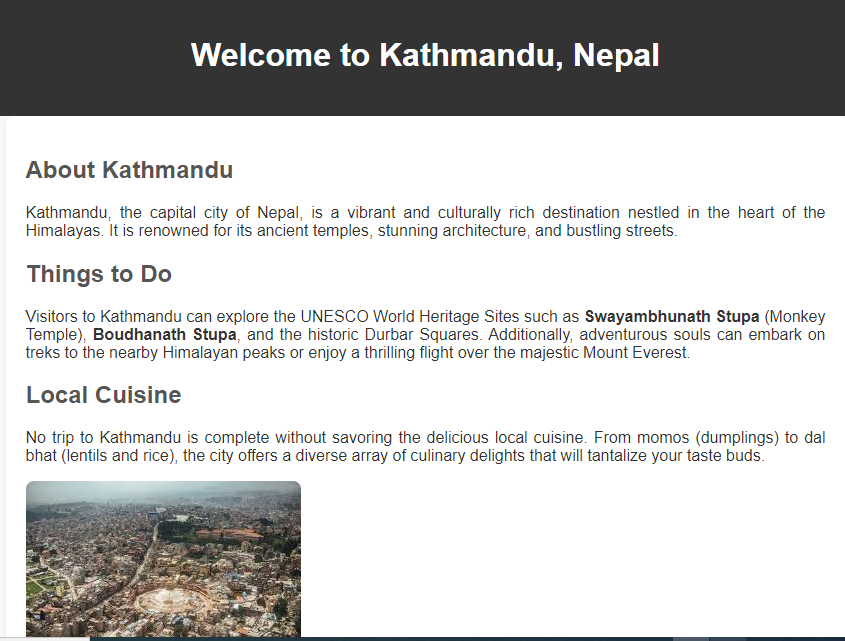 Welcome to Kathmandu, Nepal
About Kathmandu
Kathmandu, the capital city of Nepal, is a vibrant and culturally rich destination nestled in the heart of the
Himalayas. It is renowned for its ancient temples, stunning architecture, and bustling streets.
Things to Do
Visitors to Kathmandu can explore the UNESCO World Heritage Sites such as Swayambhunath Stupa (Monkey
Temple), Boudhanath Stupa, and the historic Durbar Squares. Additionally, adventurous souls can embark on
treks to the nearby Himalayan peaks or enjoy a thrilling flight over the majestic Mount Everest.
Local Cuisine
No trip to Kathmandu is complete without savoring the delicious local cuisine. From momos (dumplings) to dal
bhat (lentils and rice), the city offers a diverse array of culinary delights that will tantalize your taste buds.